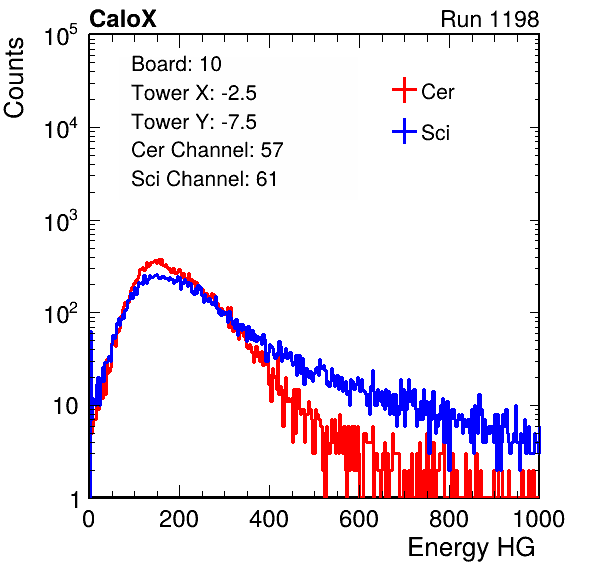 CaloX Run 1198
Counts
10^5
10^4
10^3
10^2
10
1
Board: 10
Tower X: -2.5
Tower Y: -7.5
Cer Channel: 57
Sci Channel: 61
Cer
Sci
0 200 400 600 800 1000
Energy HG